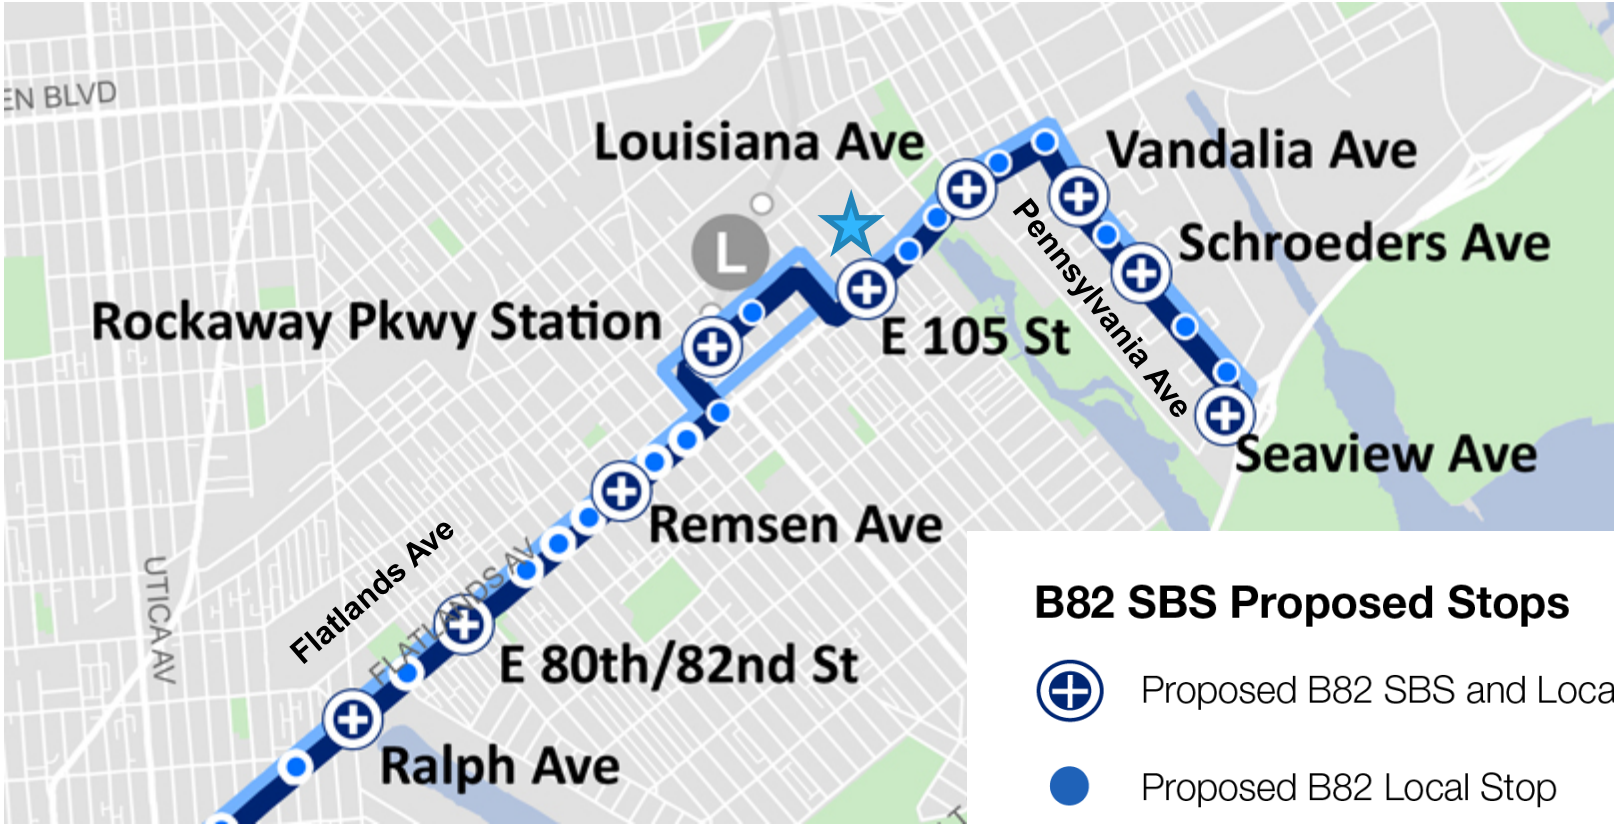 EN BLVD
Louisiana Ave
Vandalia Ave
Pennsylvania Ave
Schroeders Ave
L
Rockaway Pkwy Station
E 105 St
Seaview Ave
Remsen Ave
Flatlands Ave
FLATLANDS AV
UTICA AV
E 80th/82nd St
Ralph Ave
B82 SBS Proposed Stops
Proposed B82 SBS and Loca
Proposed B82 Local Stop